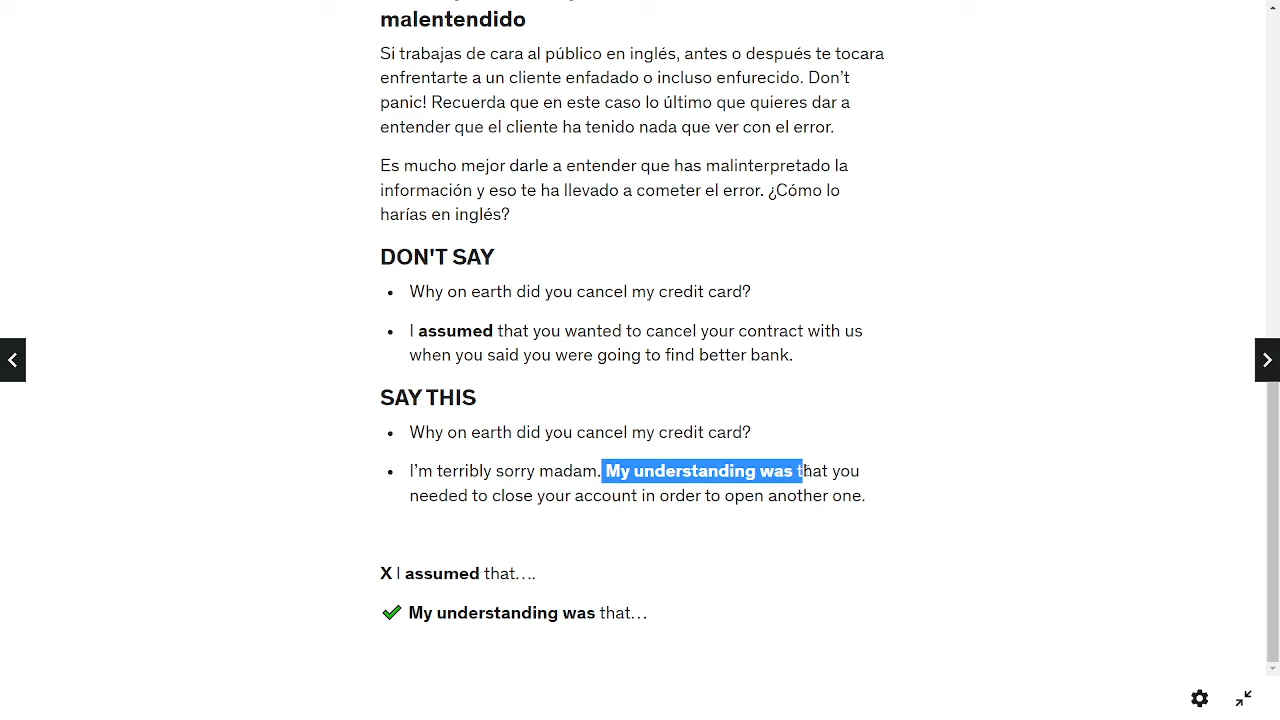 malentendido
Si trabajas de cara al público en inglés, antes o después te tocara
enfrentarte a un cliente enfadado o incluso enfurecido. Don’t
panic! Recuerda que en este caso lo último que quieres dar a
entender que el cliente ha tenido nada que ver con el error.
Es mucho mejor darle a entender que has malinterpretado la
información y eso te ha llevado a cometer el error. ¿Cómo lo
harías en inglés?
DON'T SAY
• Why on earth did you cancel my credit card?
• I assumed that you wanted to cancel your contract with us
when you said you were going to find better bank.
SAY THIS
• Why on earth did you cancel my credit card?
• I’m terribly sorry madam. My understanding was that you
needed to close your account in order to open another one.
X I assumed that….
My understanding was that…